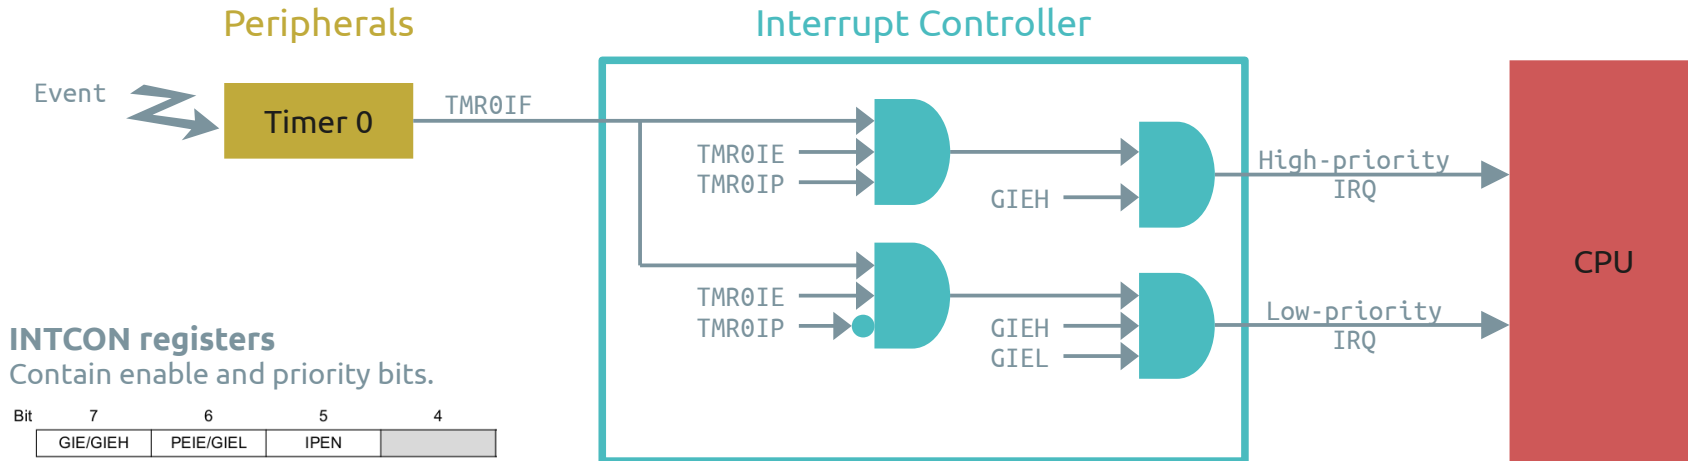 Peripherals
Interrupt Controller
Event
Timer 0
TMR0IF
TMR0IE
TMR0IP
GIEH
High-priority
IRQ
TMR0IE
TMR0IP
GIEH
GIEL
Low-priority
IRQ
CPU
INTCON registers
Contain enable and priority bits.
Bit 7 6 5 4
GIE/GIEH PEIE/GIEL IPEN